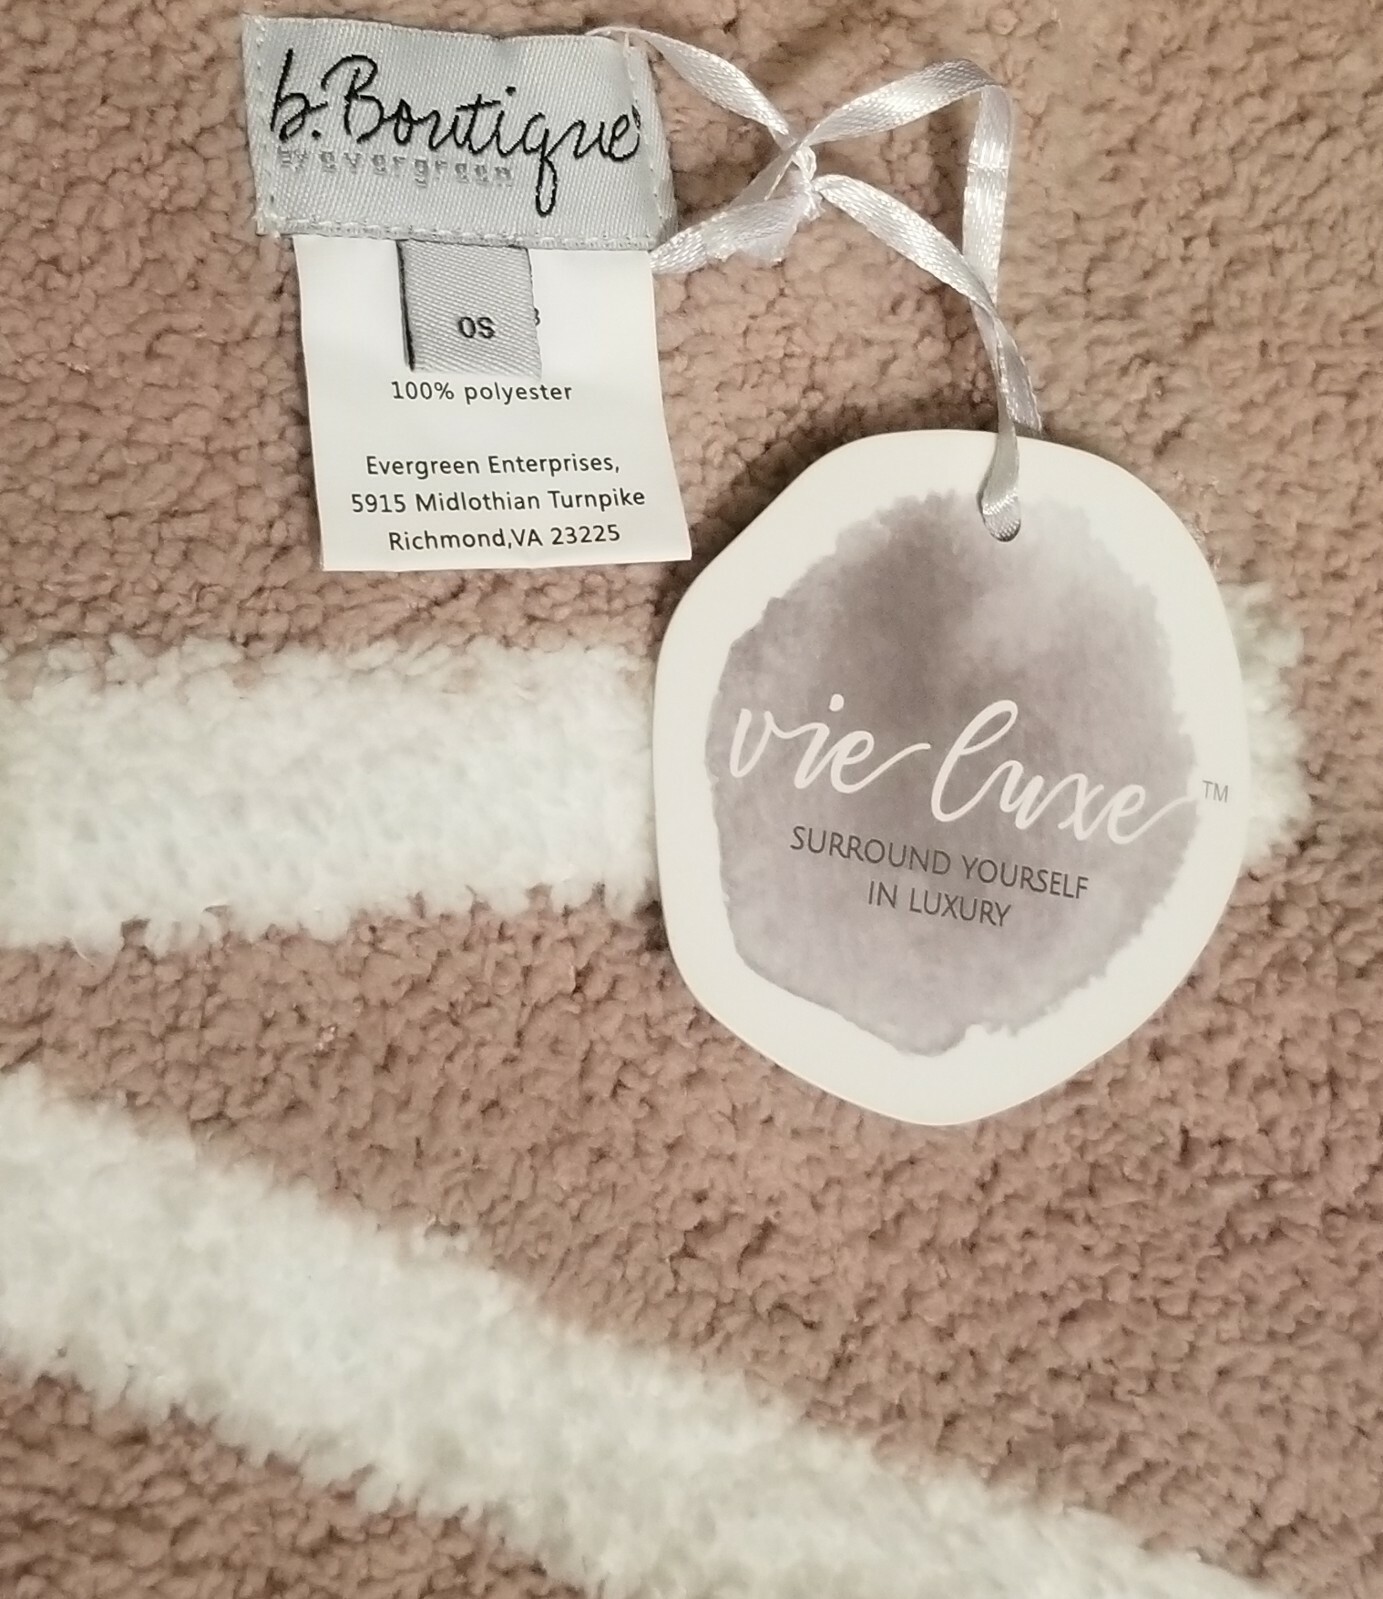 b.Boutique
BY evergreen
OS
100% polyester
Evergreen Enterprises,
5915 Midlothian Turnpike
Richmond,VA 23225
vie luxe ™
SURROUND YOURSELF
IN LUXURY